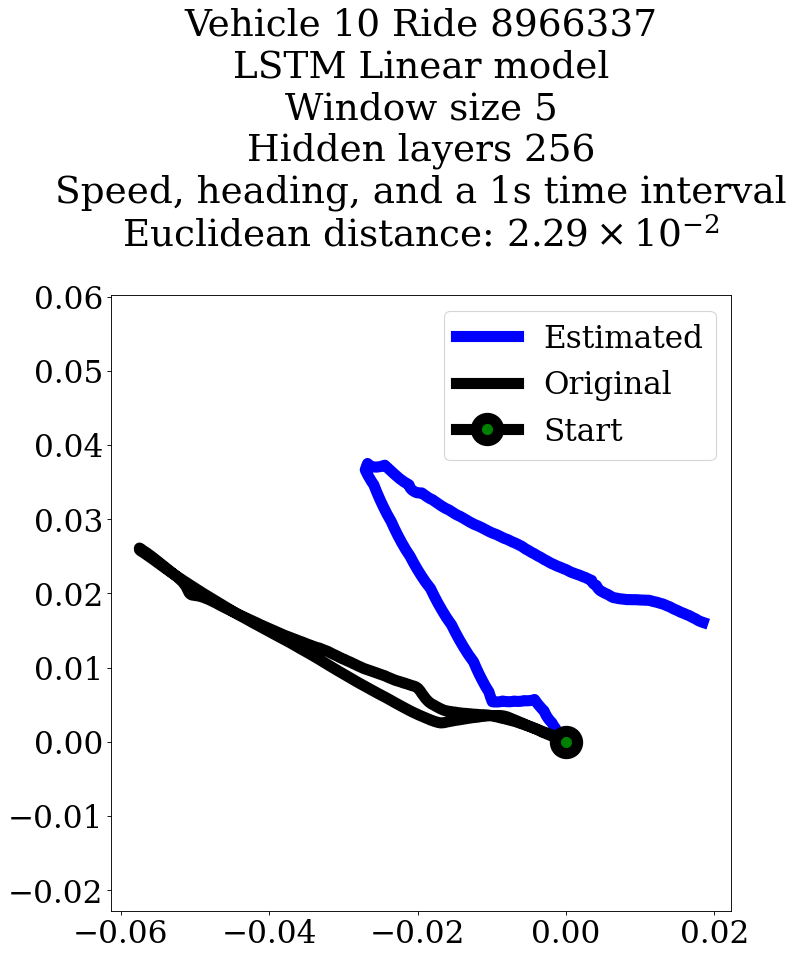 Vehicle 10 Ride 8966337
LSTM Linear model
Window size 5
Hidden layers 256
Speed, heading, and a 1s time interval
Euclidean distance: 2.29 × 10⁻²
0.06
0.05
0.04
0.03
0.02
0.01
0.00
−0.01
−0.02
Estimated
Original
Start
−0.06 −0.04 −0.02 0.00 0.02